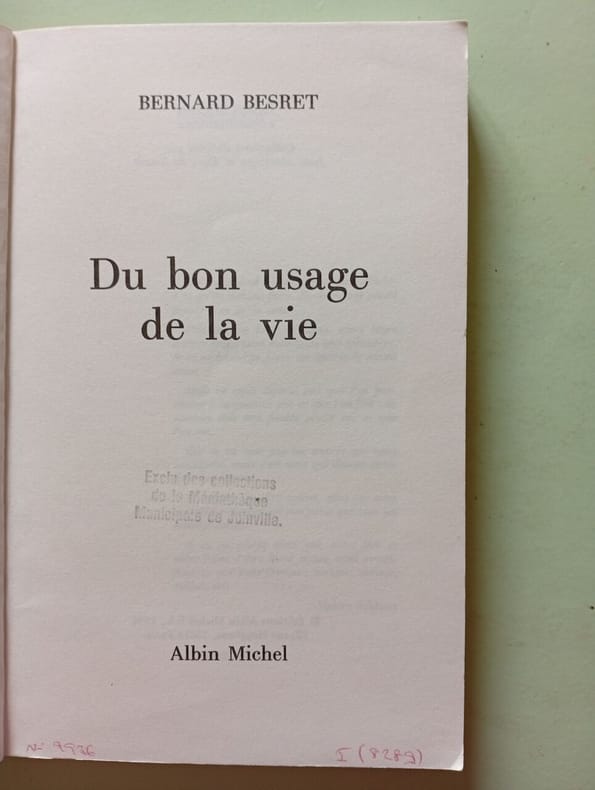 BERNARD BESRET
Du bon usage
de la vie
Exclu des collections
de la Médiathèque
Municipale de Joinville.
Albin Michel
N° 9936
I (8289)